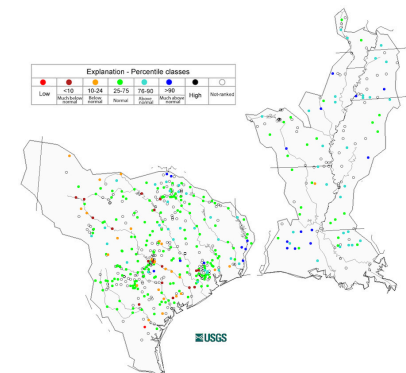 Explanation - Percentile classes
Low
<10
10-24
25-75
76-90
>90
High
Not-ranked
Much below normal
Below normal
Normal
Above normal
Much above normal
USGS